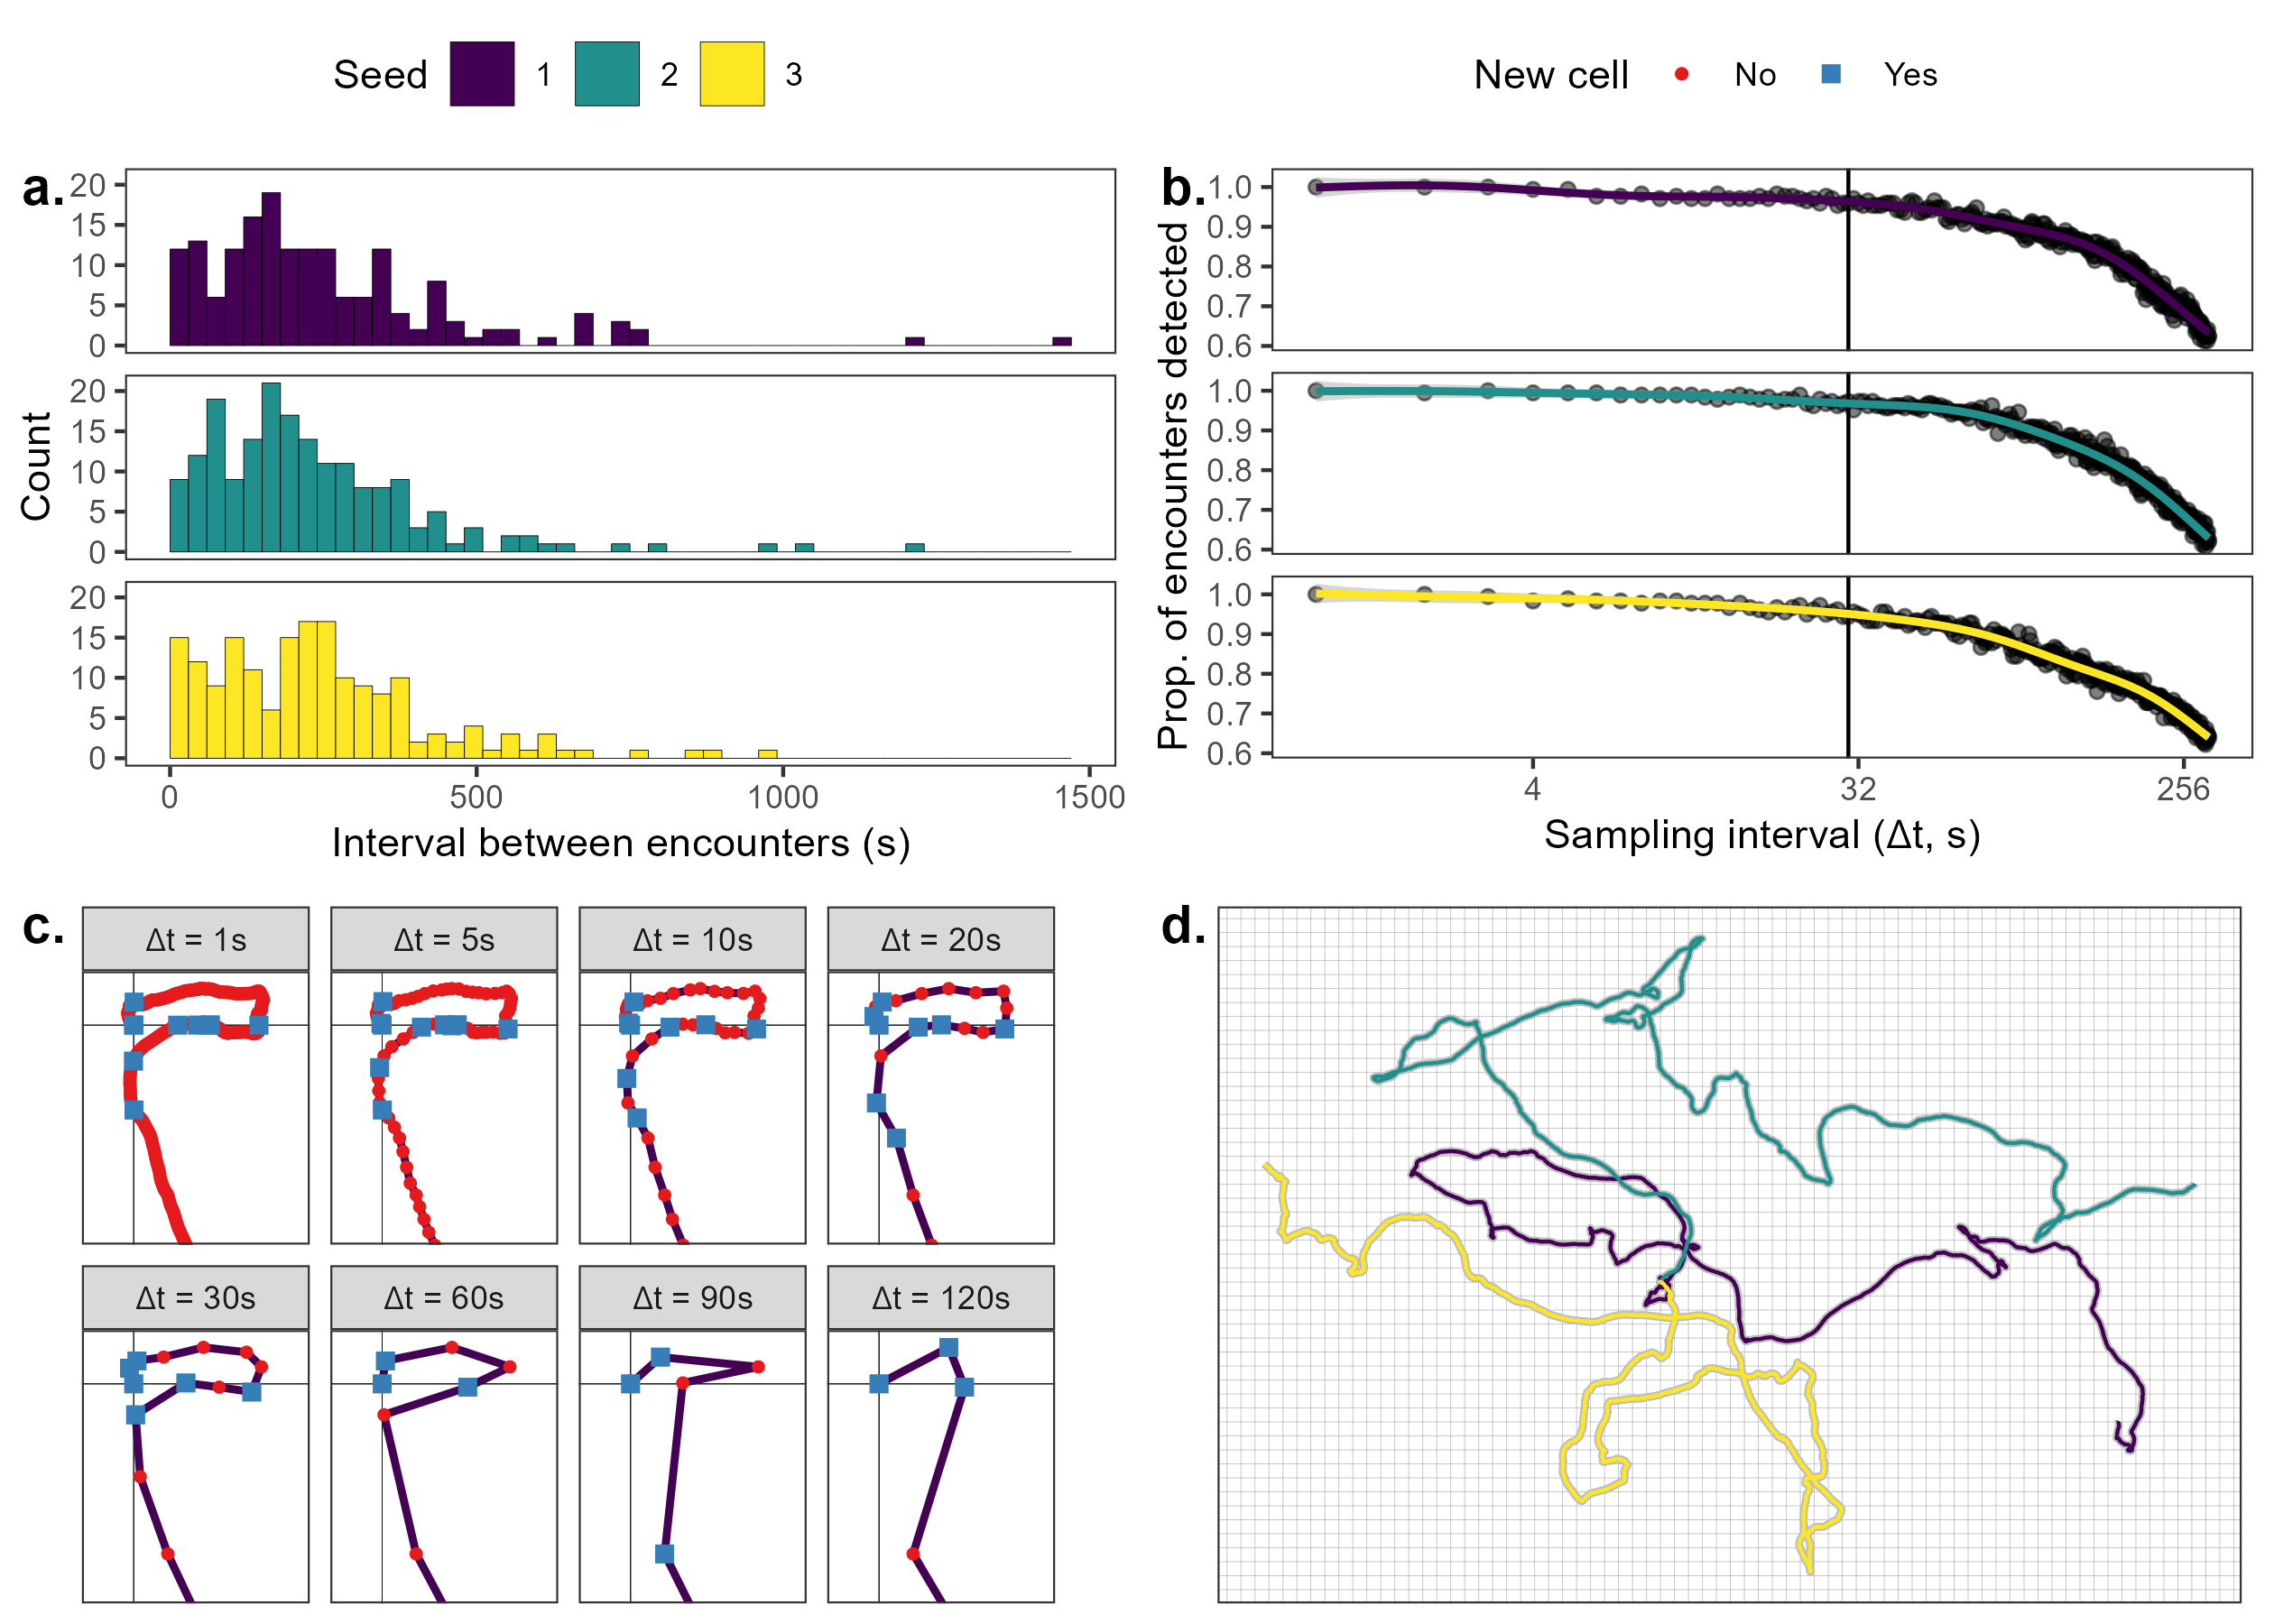 Seed 1 2 3
New cell No Yes
a.
20
15
10
5
0
20
15
10
5
0
20
15
10
5
0
Count
0 500 1000 1500
Interval between encounters (s)
b.
1.0
0.9
0.8
0.7
0.6
1.0
0.9
0.8
0.7
0.6
1.0
0.9
0.8
0.7
0.6
Prop. of encounters detected
4 32 256
Sampling interval (Δt, s)
c.
Δt = 1s Δt = 5s Δt = 10s Δt = 20s
Δt = 30s Δt = 60s Δt = 90s Δt = 120s
d.